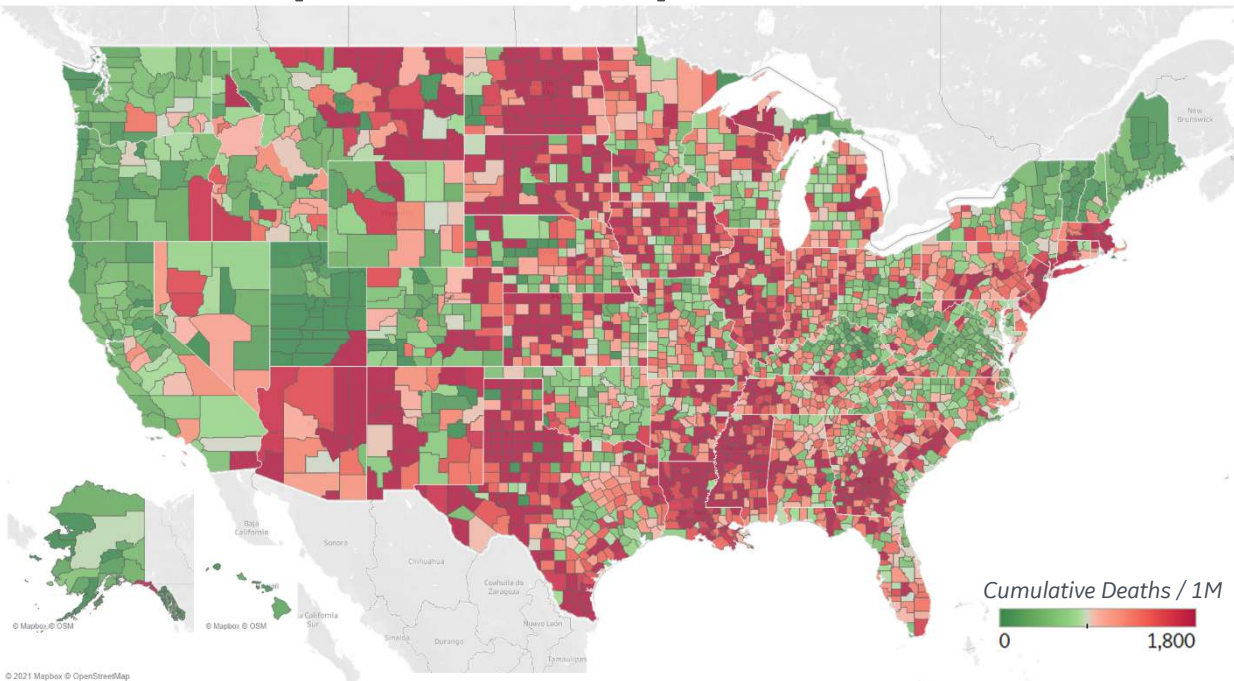 New
Brunswick
Baja
California
Sonora
Chihuahua
Coahuila de
Zaragoza
Nuevo León
Tamaulipas
Durango
Sinaloa
a California
Sur
© Mapbox © OSM
© Mapbox © OSM
Cumulative Deaths / 1M
0
1,800
© 2021 Mapbox © OpenStreetMap